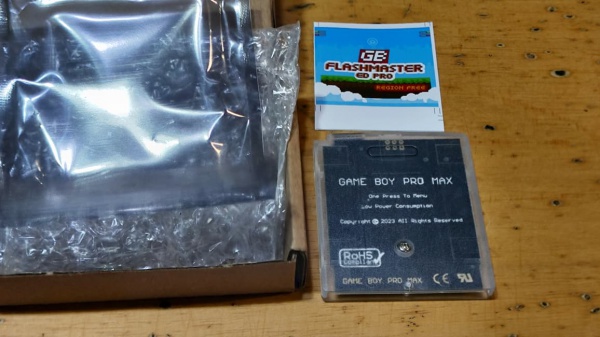 GB
FLASHMASTER
ED PRO
REGION FREE
GAME BOY PRO MAX
One Press To Menu
Low Power Consumption
Copyright © 2023 All Rights Reserved
RoHS
Compliant
GAME BOY PRO MAX CE